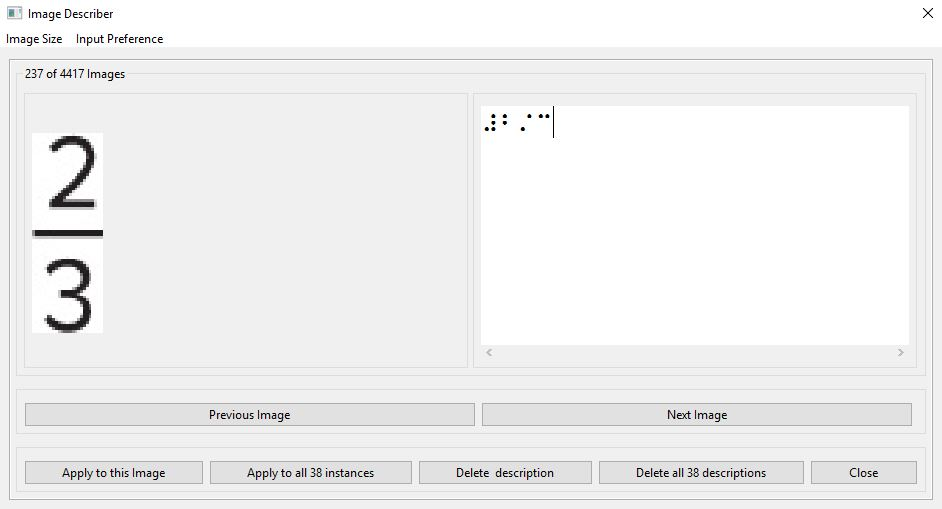 Image Describer
Image Size Input Preference
237 of 4417 Images
2
3
⠼⠃⠌⠉
Previous Image Next Image
Apply to this Image Apply to all 38 instances Delete description Delete all 38 descriptions Close